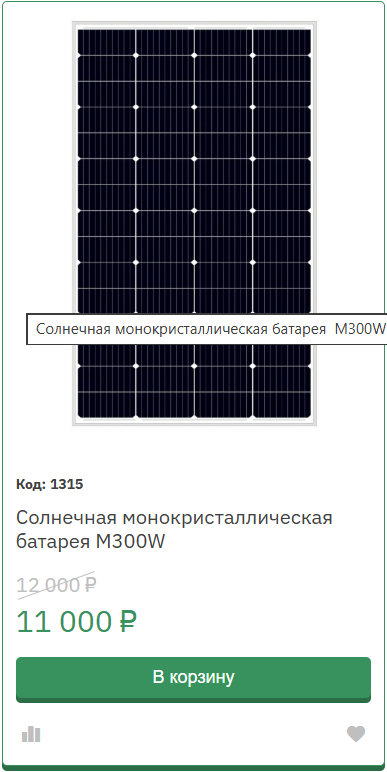 Солнечная монокристаллическая батарея M300W
Код: 1315
Солнечная монокристаллическая
батарея M300W
12 000 ₽
11 000 ₽
В корзину